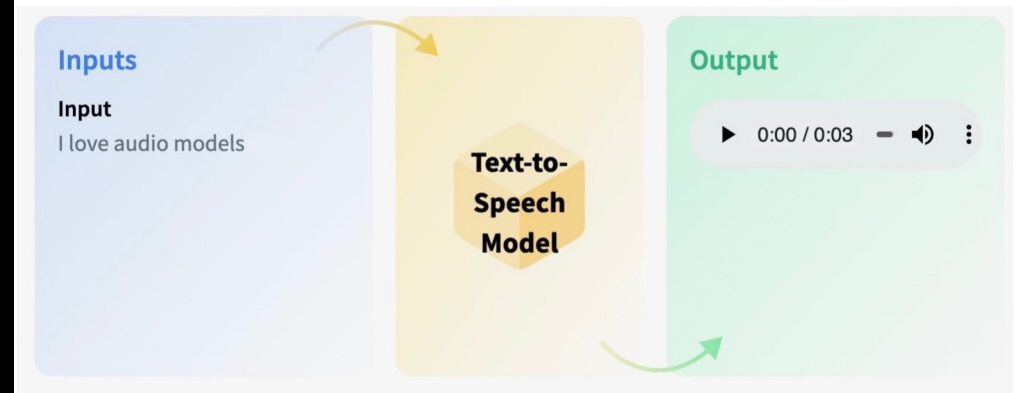 Inputs
Input
I love audio models
Text-to-
Speech
Model
Output
0:00 / 0:03